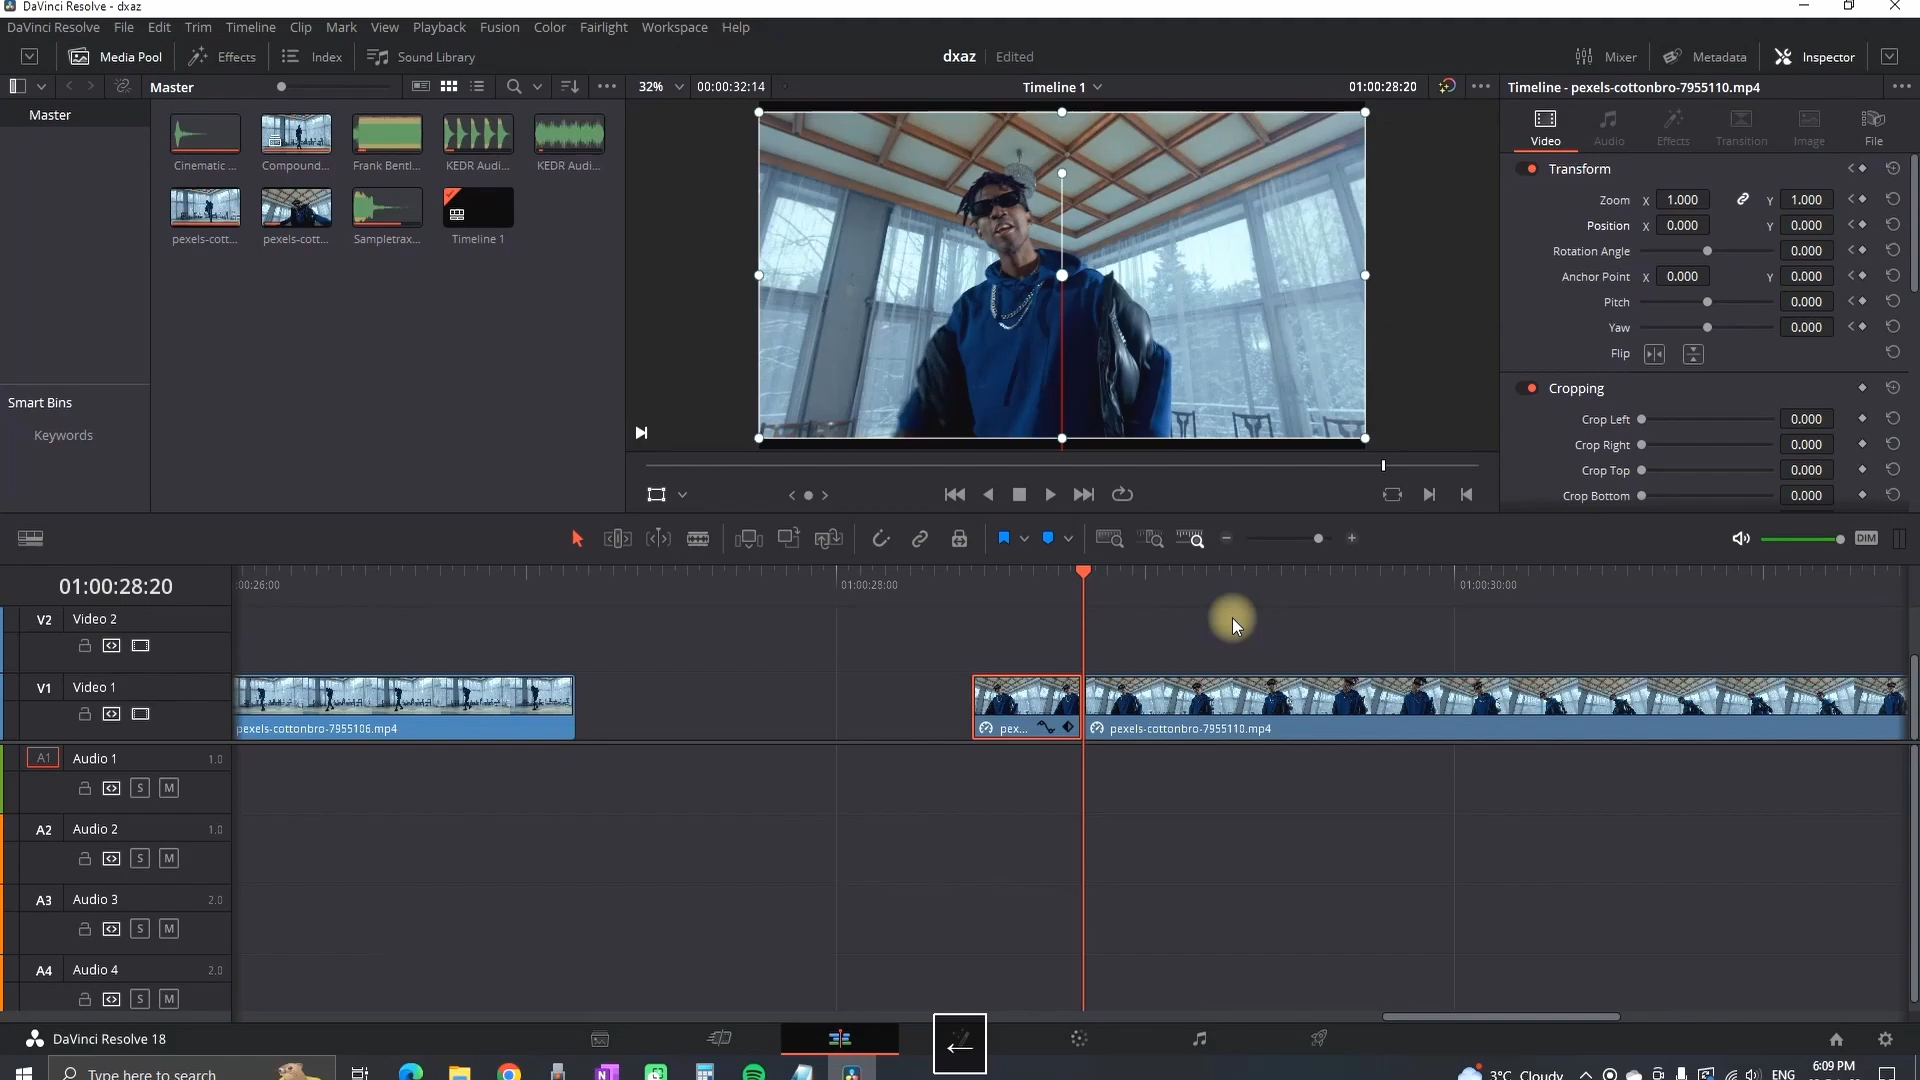 DaVinci Resolve - dxaz
DaVinci Resolve File Edit Trim Timeline Clip Mark View Playback Fusion Color Fairlight Workspace Help
Media Pool Effects Index Sound Library dxaz Edited Mixer Metadata Inspector
Master 32% 00:00:32:14 Timeline 1 01:00:28:20 Timeline - pexels-cottonbro-7955110.mp4
Master
Video Audio Effects Transition Image File
Cinematic ... Compound... Frank Bentl... KEDR Audi... KEDR Audi...
pexels-cott... pexels-cott... Sampletrax... Timeline 1
Transform
Zoom X 1.000 Y 1.000
Position X 0.000 Y 0.000
Rotation Angle 0.000
Anchor Point X 0.000 Y 0.000
Pitch 0.000
Yaw 0.000
Flip
Cropping
Crop Left 0.000
Crop Right 0.000
Crop Top 0.000
Crop Bottom 0.000
Smart Bins
Keywords
DIM
01:00:28:20 :00:26:00 01:00:28:00 01:00:30:00
V2 Video 2
V1 Video 1
pexels-cottonbro-7955106.mp4 pex... pexels-cottonbro-7955110.mp4
A1 Audio 1 1.0
S M
A2 Audio 2 1.0
S M
A3 Audio 3 2.0
S M
A4 Audio 4 2.0
S M
DaVinci Resolve 18
←
Type here to search 3°C Cloudy ENG 6:09 PM